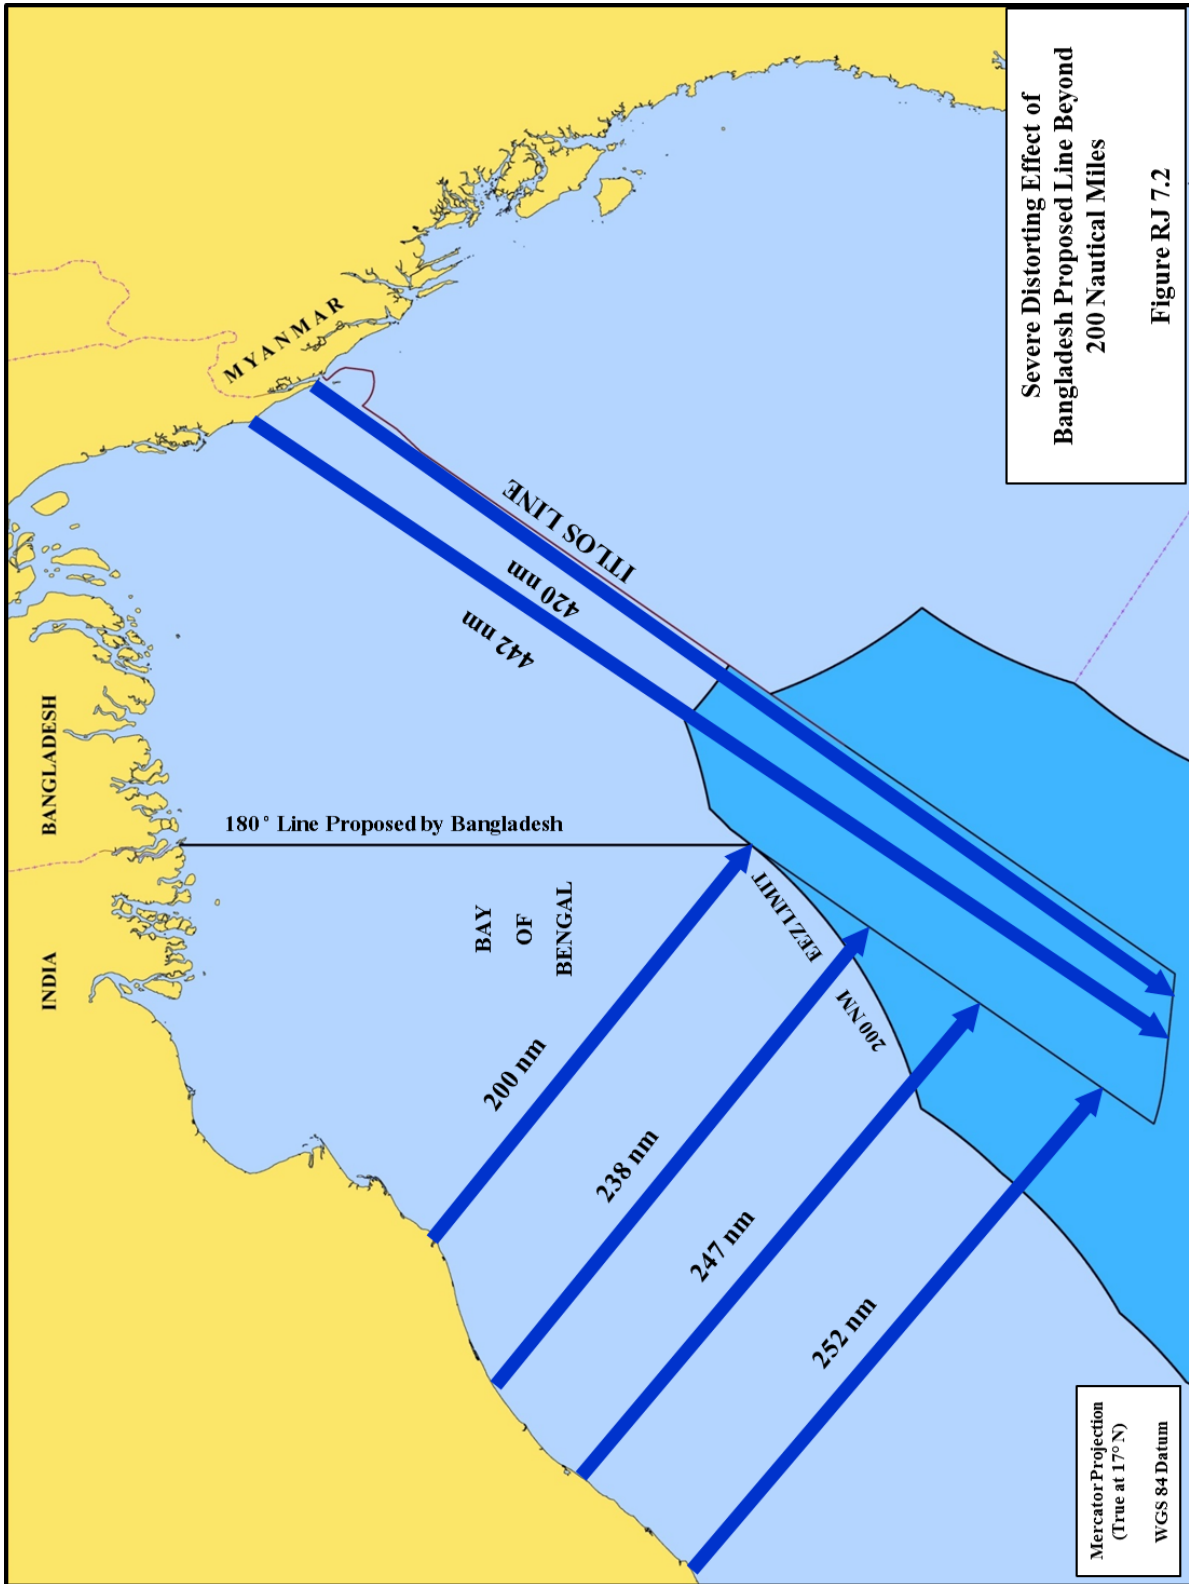 Severe Distorting Effect of
Bangladesh Proposed Line Beyond
200 Nautical Miles
Figure RJ 7.2
INDIA
BANGLADESH
MYANMAR
180° Line Proposed by Bangladesh
BAY
OF
BENGAL
ITLOS LINE
420 nm
442 nm
200 NM
EEZ LIMIT
200 nm
238 nm
247 nm
252 nm
Mercator Projection
(True at 17° N)
WGS 84 Datum